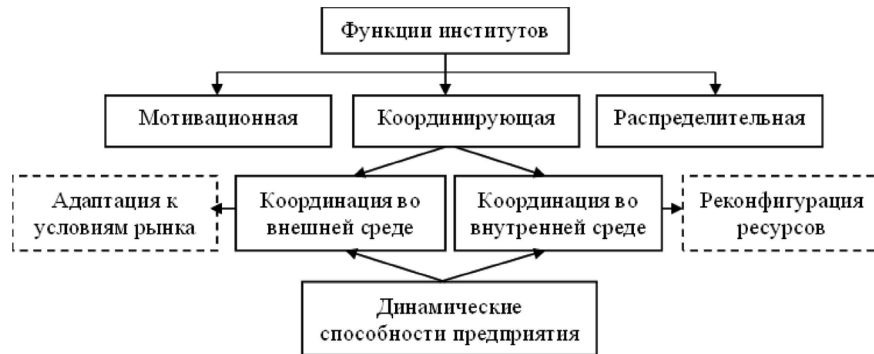 Функции институтов
Мотивационная
Координирующая
Распределительная
Адаптация к
условиям рынка
Координация во
внешней среде
Координация во
внутренней среде
Реконфигурация
ресурсов
Динамические
способности предприятия